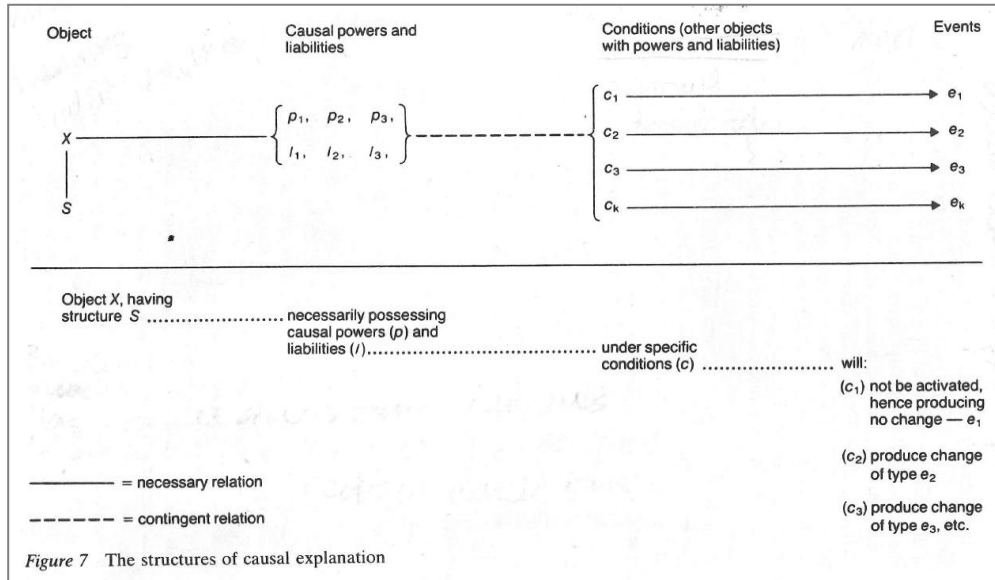 Object
Causal powers and
liabilities
Conditions (other objects
with powers and liabilities)
Events
X
S
p₁, p₂, p₃,
l₁, l₂, l₃,
c₁ e₁
c₂ e₂
c₃ e₃
cₖ eₖ
Object X, having
structure S ........................ necessarily possessing
causal powers (p) and
liabilities (l)........................................ under specific
conditions (c) ....................... will:
(c₁) not be activated,
hence producing
no change — e₁
(c₂) produce change
of type e₂
(c₃) produce change
of type e₃, etc.
= necessary relation
= contingent relation
Figure 7 The structures of causal explanation